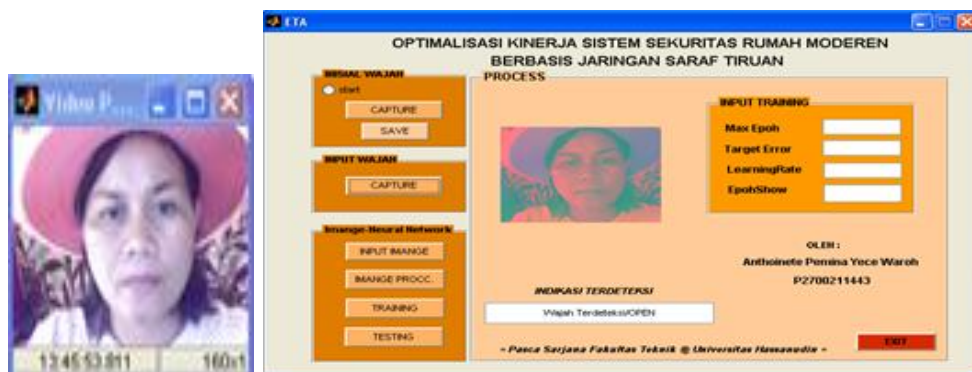 Video P...
13:45:53.811
160x1
ETA
OPTIMALISASI KINERJA SISTEM SEKURITAS RUMAH MODEREN
BERBASIS JARINGAN SARAF TIRUAN
INISIAL WAJAH
start
CAPTURE
SAVE
INPUT WAJAH
CAPTURE
Imange-Neural Network
INPUT IMANGE
IMANGE PROCC.
TRAINING
TESTING
PROCESS
INPUT TRAINING
Max Epoh
Target Error
LearningRate
EpohShow
OLEH :
Anthoinete Pemina Yece Waroh
P2700211443
INDIKASI TERDETEKSI
Wajah Terdeteksi/OPEN
~ Pasca Sarjana Fakultas Teknik @ Universitas Hasanudin ~
EXIT